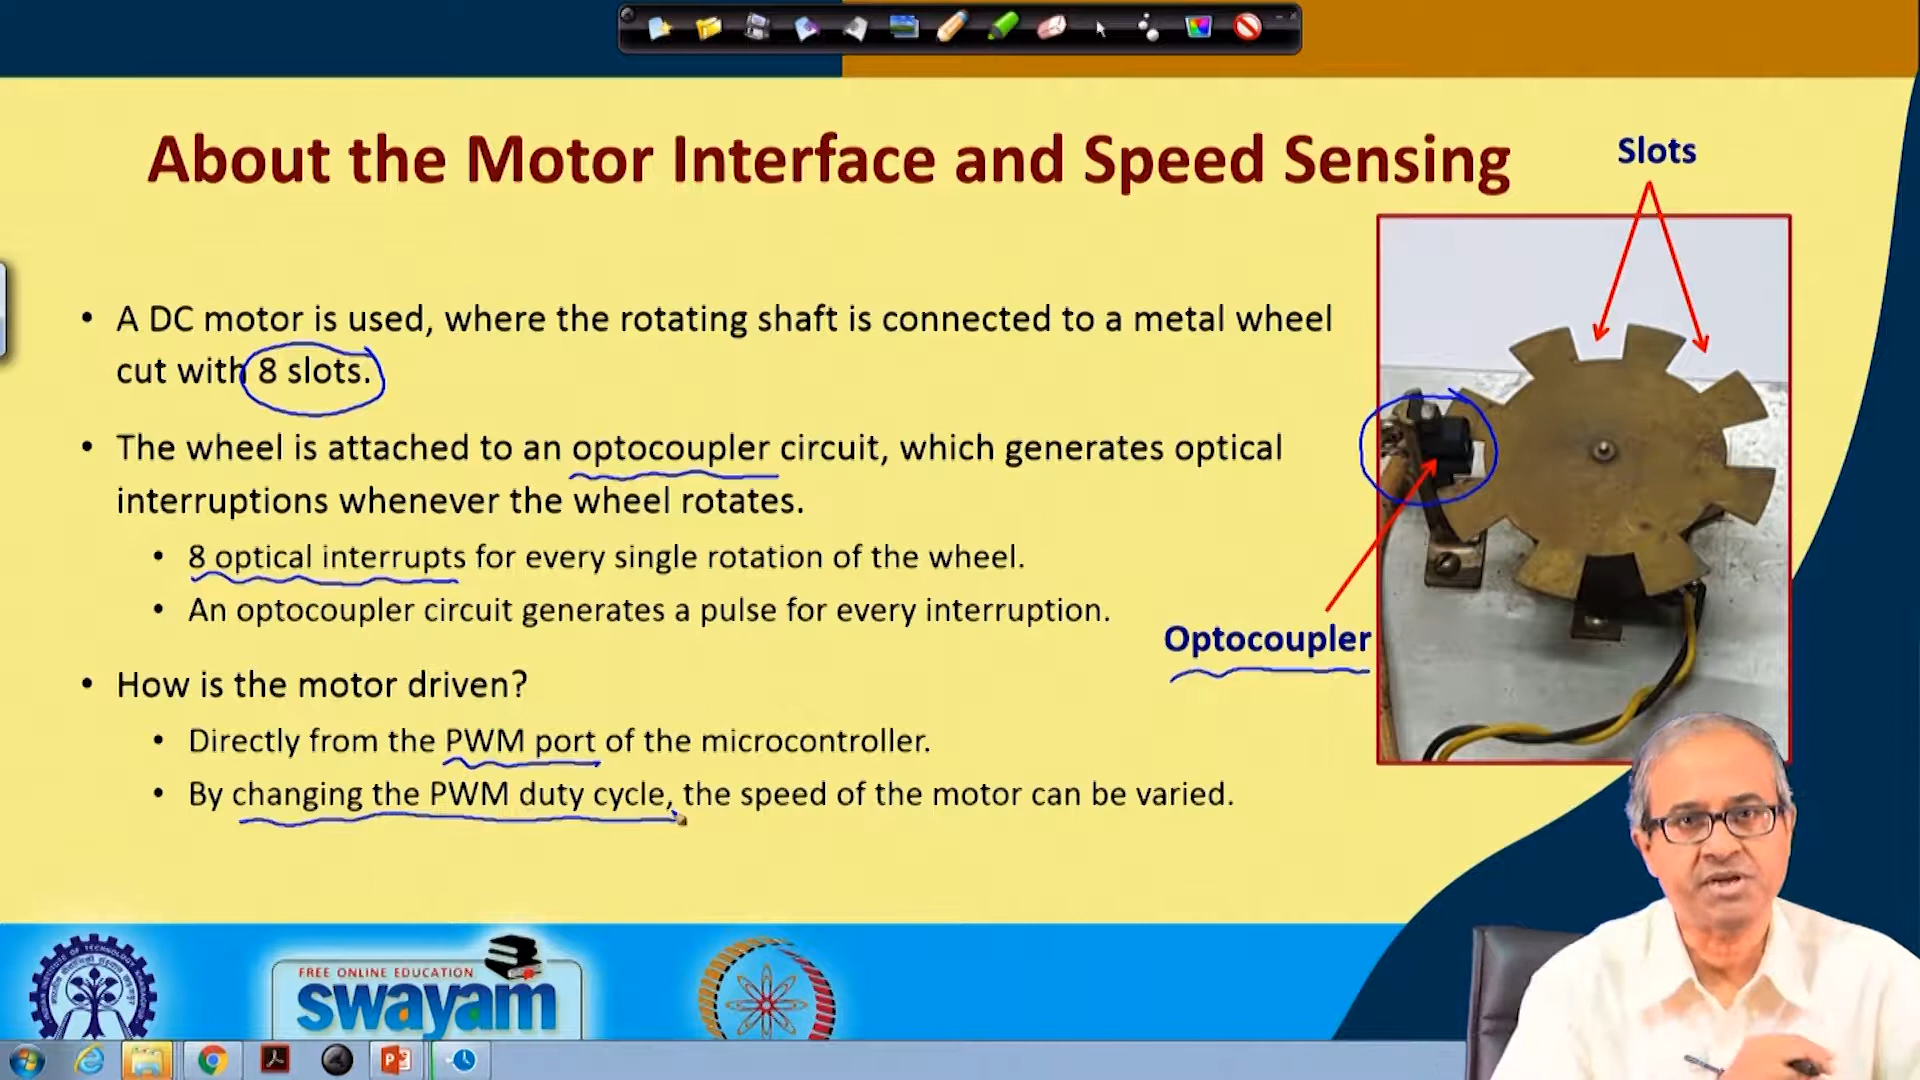 About the Motor Interface and Speed Sensing
Slots
• A DC motor is used, where the rotating shaft is connected to a metal wheel
cut with 8 slots.
• The wheel is attached to an optocoupler circuit, which generates optical
interruptions whenever the wheel rotates.
• 8 optical interrupts for every single rotation of the wheel.
• An optocoupler circuit generates a pulse for every interruption.
Optocoupler
• How is the motor driven?
• Directly from the PWM port of the microcontroller.
• By changing the PWM duty cycle, the speed of the motor can be varied.
FREE ONLINE EDUCATION
swayam